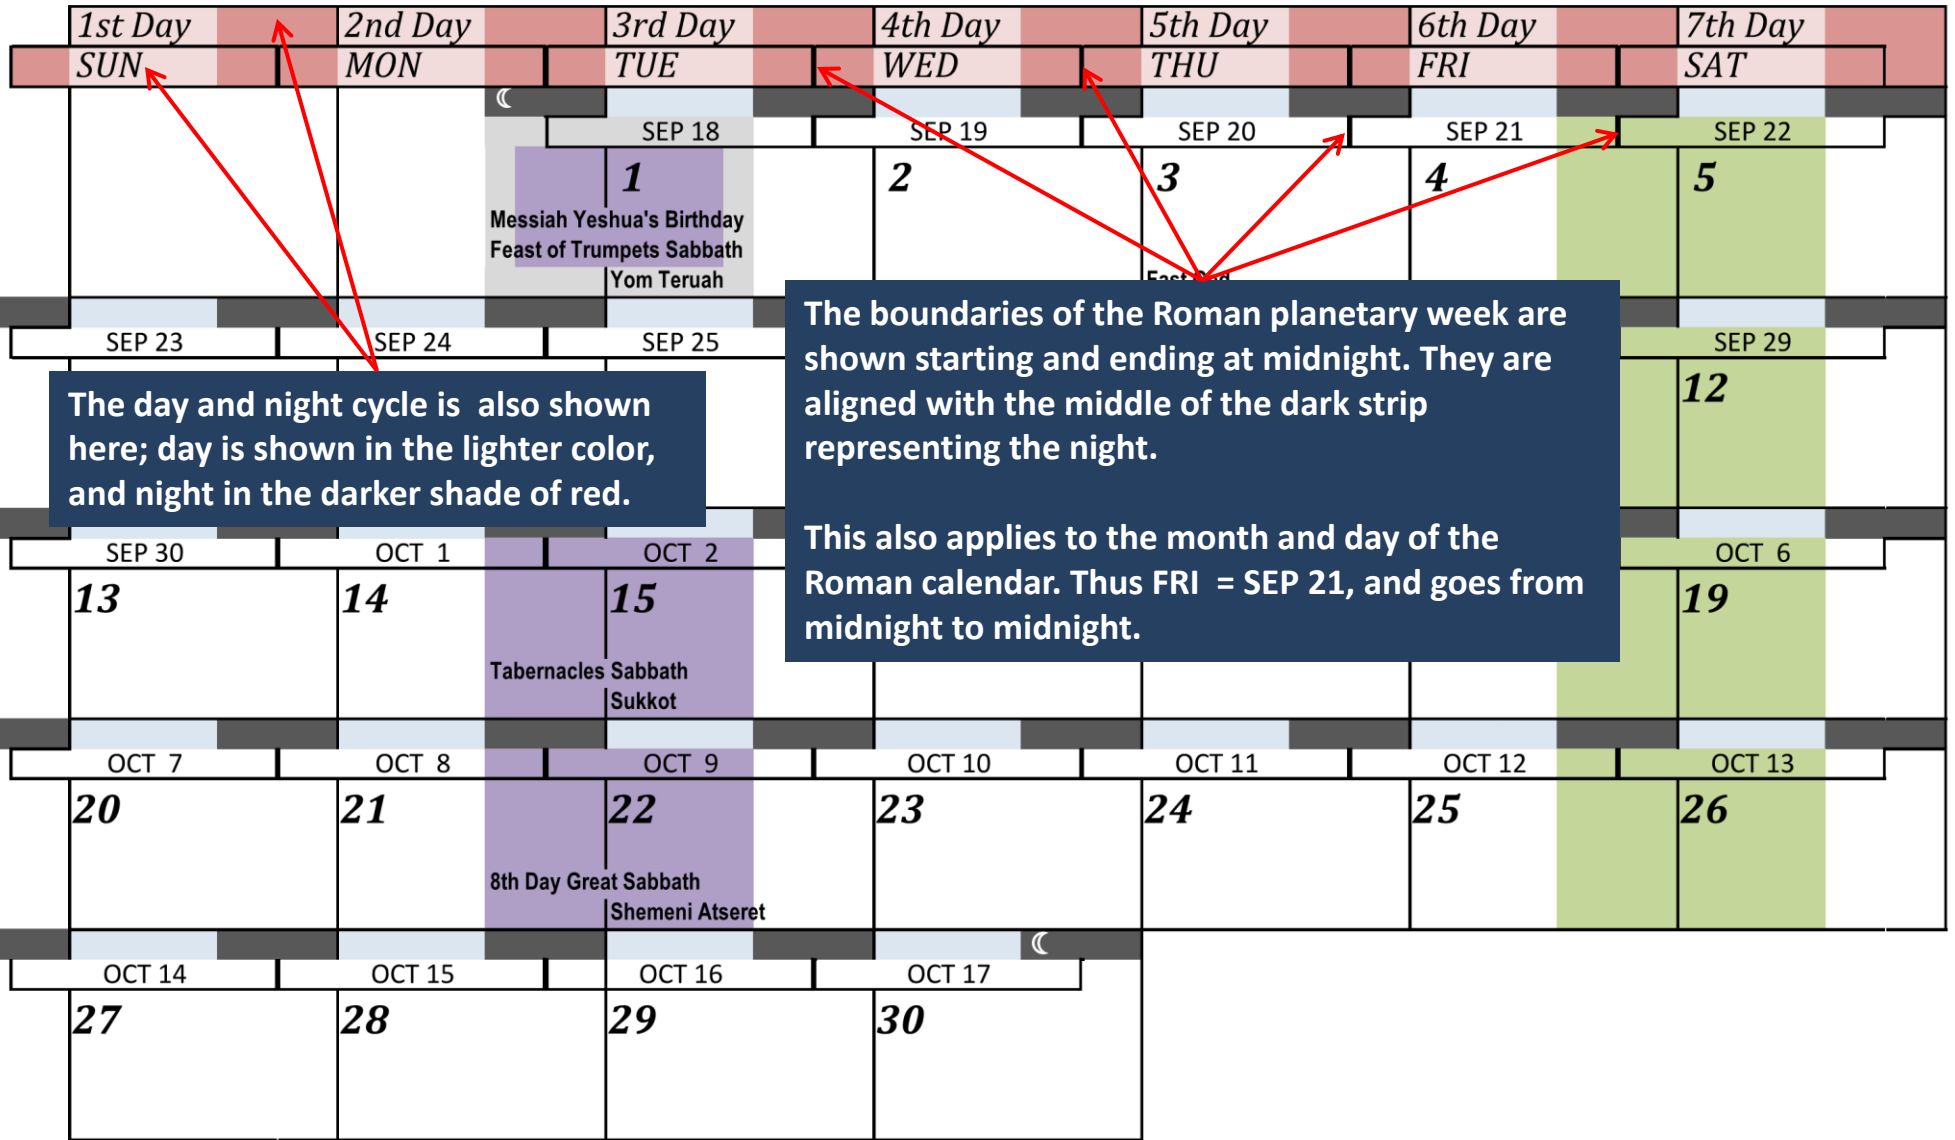 1st Day 2nd Day 3rd Day 4th Day 5th Day 6th Day 7th Day
SUN MON TUE WED THU FRI SAT
SEP 18 SEP 19 SEP 20 SEP 21 SEP 22
1 2 3 4 5
Messiah Yeshua's Birthday
Feast of Trumpets Sabbath
Yom Teruah
SEP 23 SEP 24 SEP 25 SEP 29
12
The day and night cycle is also shown
here; day is shown in the lighter color,
and night in the darker shade of red.
The boundaries of the Roman planetary week are
shown starting and ending at midnight. They are
aligned with the middle of the dark strip
representing the night.
This also applies to the month and day of the
Roman calendar. Thus FRI = SEP 21, and goes from
midnight to midnight.
SEP 30 OCT 1 OCT 2 OCT 6
13 14 15 19
Tabernacles Sabbath
Sukkot
OCT 7 OCT 8 OCT 9 OCT 10 OCT 11 OCT 12 OCT 13
20 21 22 23 24 25 26
8th Day Great Sabbath
Shemeni Atseret
OCT 14 OCT 15 OCT 16 OCT 17
27 28 29 30